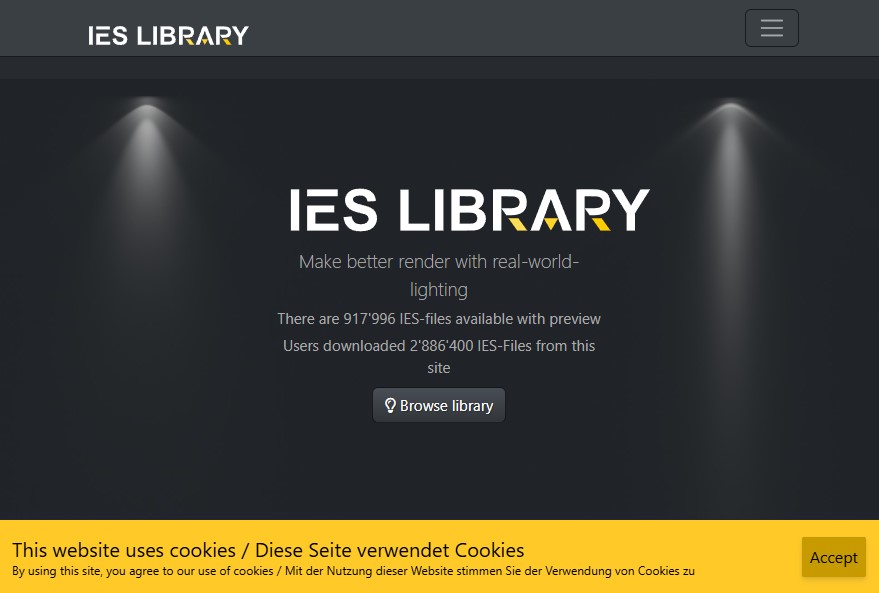 IES LIBRARY
IES LIBRARY
Make better render with real-world-
lighting
There are 917'996 IES-files available with preview
Users downloaded 2'886'400 IES-Files from this
site
Browse library
This website uses cookies / Diese Seite verwendet Cookies
By using this site, you agree to our use of cookies / Mit der Nutzung dieser Website stimmen Sie der Verwendung von Cookies zu
Accept